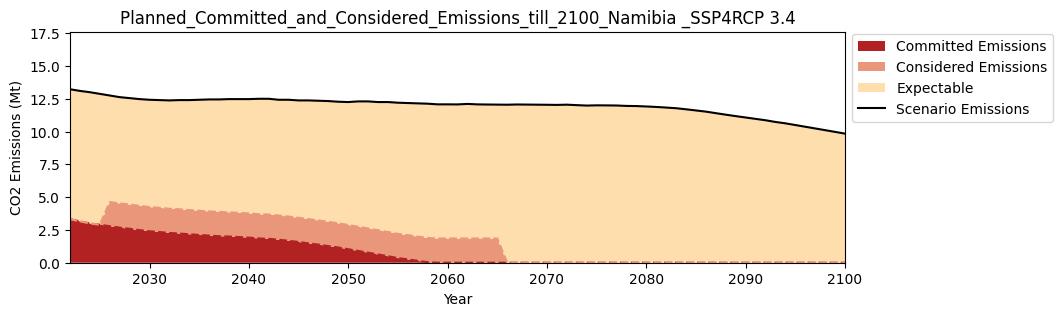 Planned_Committed_and_Considered_Emissions_till_2100_Namibia _SSP4RCP 3.4
17.5
15.0
12.5
10.0
7.5
5.0
2.5
0.0
CO2 Emissions (Mt)
2030
2040
2050
2060
2070
2080
2090
2100
Year
Committed Emissions
Considered Emissions
Expectable
Scenario Emissions